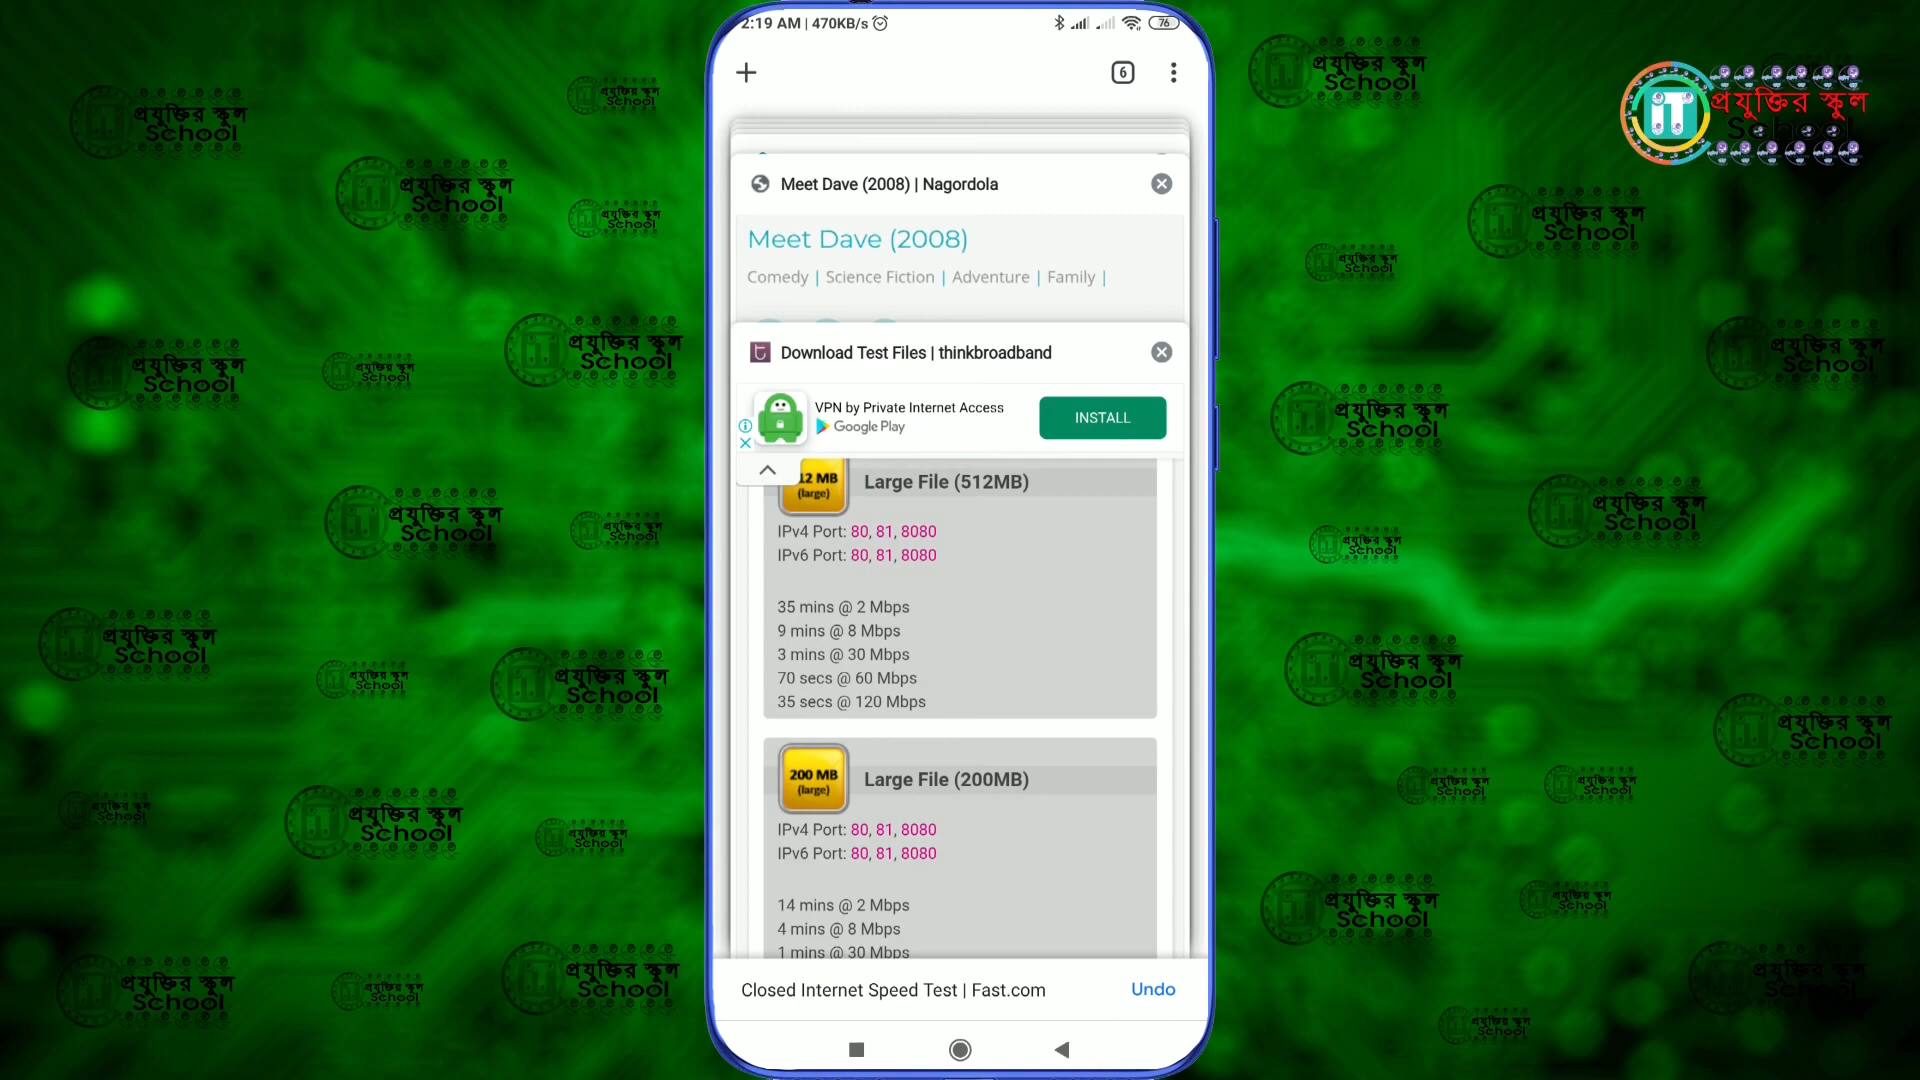 2:19 AM | 470KB/s
76
6
Meet Dave (2008) | Nagordola
Meet Dave (2008)
Comedy | Science Fiction | Adventure | Family |
Download Test Files | thinkbroadband
VPN by Private Internet Access
Google Play
INSTALL
12 MB
(large)
Large File (512MB)
IPv4 Port: 80, 81, 8080
IPv6 Port: 80, 81, 8080
35 mins @ 2 Mbps
9 mins @ 8 Mbps
3 mins @ 30 Mbps
70 secs @ 60 Mbps
35 secs @ 120 Mbps
200 MB
(large)
Large File (200MB)
IPv4 Port: 80, 81, 8080
IPv6 Port: 80, 81, 8080
14 mins @ 2 Mbps
4 mins @ 8 Mbps
1 mins @ 30 Mbps
Closed Internet Speed Test | Fast.com
Undo
iT
প্রযুক্তির স্কুল
School